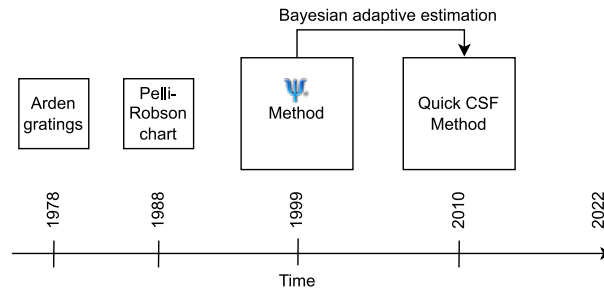 Bayesian adaptive estimation
Arden
gratings
Pelli-
Robson
chart
Ψ
Method
Quick CSF
Method
1978
1988
1999
2010
2022
Time